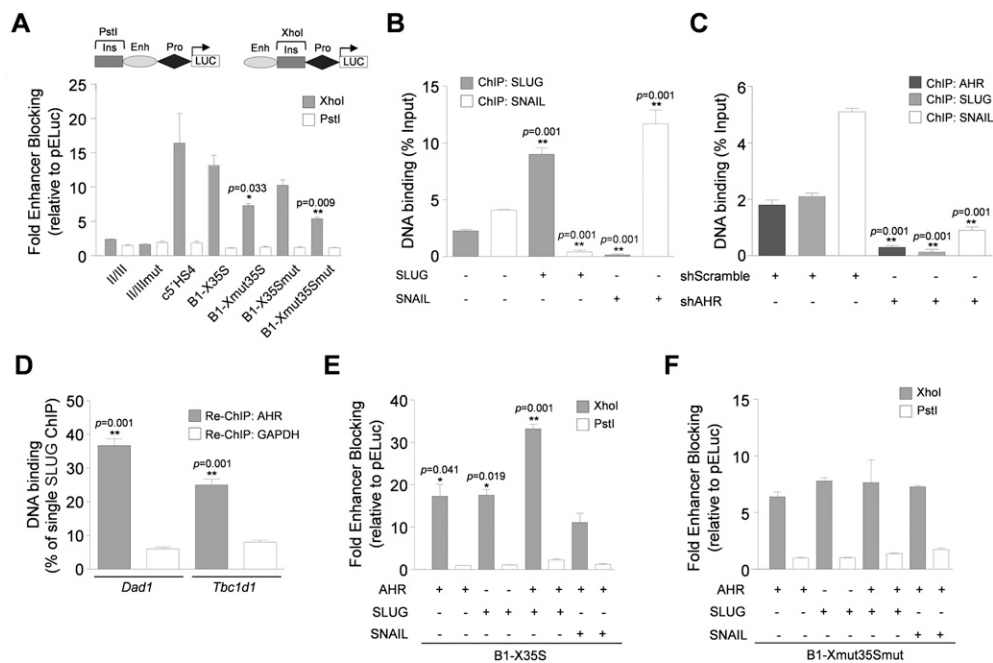 A
PstI
Ins Enh Pro
LUC
XhoI
Enh Ins Pro
LUC
Fold Enhancer Blocking
(relative to pELuc)
25
20
15
10
5
0
XhoI
PstI
p=0.033
*
p=0.009
**
II/III
II/IIImut
c5´HS4
B1-X35S
B1-Xmut35S
B1-X35Smut
B1-Xmut35Smut
B
DNA binding (% Input)
15
10
5
0
ChIP: SLUG
ChIP: SNAIL
p=0.001
**
p=0.001
**
p=0.001
**
p=0.001
**
SLUG - - + + - -
SNAIL - - - - + +
C
DNA binding (% Input)
6
4
2
0
ChIP: AHR
ChIP: SLUG
ChIP: SNAIL
p=0.001
**
p=0.001
**
p=0.001
**
shScramble + + + - - -
shAHR - - - + + +
D
DNA binding
(% of single SLUG ChIP)
50
40
30
20
10
0
Re-ChIP: AHR
Re-ChIP: GAPDH
p=0.001
**
p=0.001
**
Dad1 Tbc1d1
E
Fold Enhancer Blocking
(relative to pELuc)
40
30
20
10
0
XhoI
PstI
p=0.041
*
p=0.019
*
p=0.001
**
AHR + + - - + + + +
SLUG - - + + + + - -
SNAIL - - - - - - + +
B1-X35S
F
Fold Enhancer Blocking
(relative to pELuc)
15
10
5
0
XhoI
PstI
AHR + + - - + + + +
SLUG - - + + + + - -
SNAIL - - - - - - + +
B1-Xmut35Smut